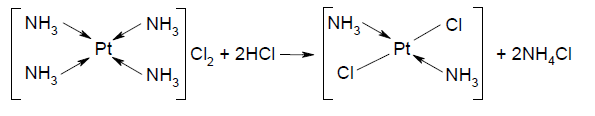 NH₃ NH₃ NH₃ Cl
Pt Cl₂ + 2HCl Pt + 2NH₄Cl
NH₃ NH₃ Cl NH₃